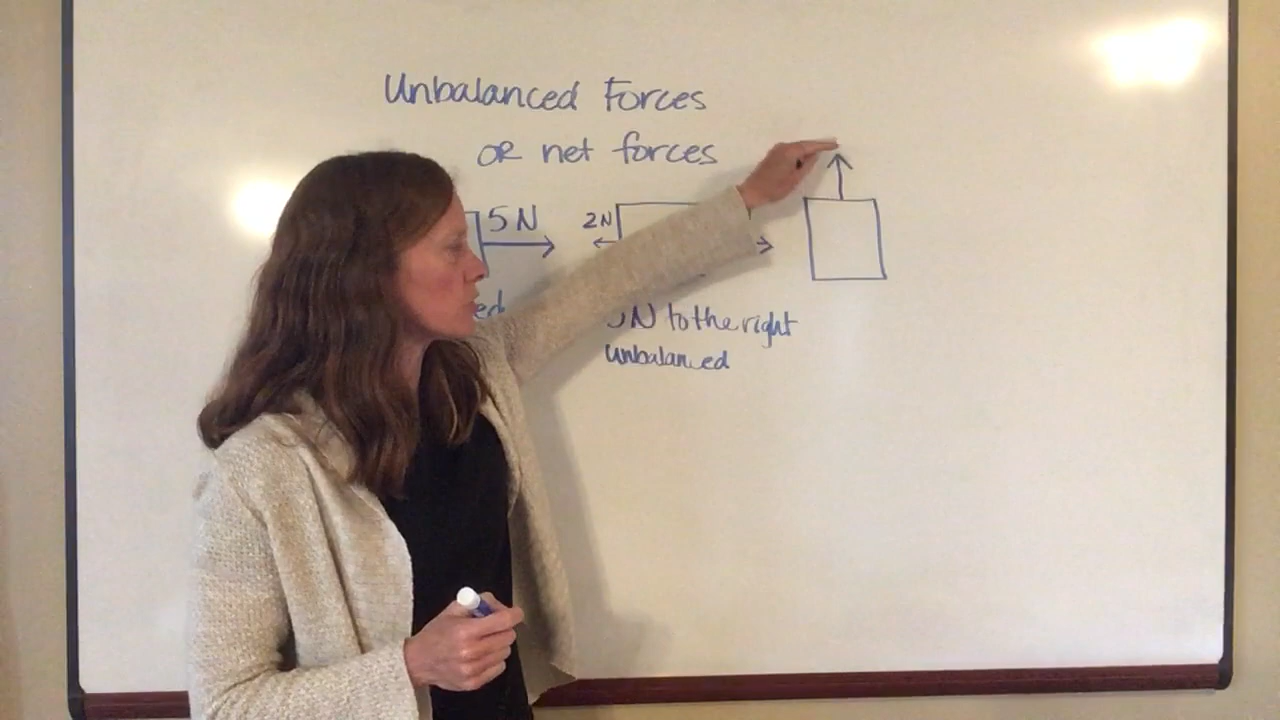 Unbalanced Forces
OR net forces
5N
2N
N to the right
unbalanced